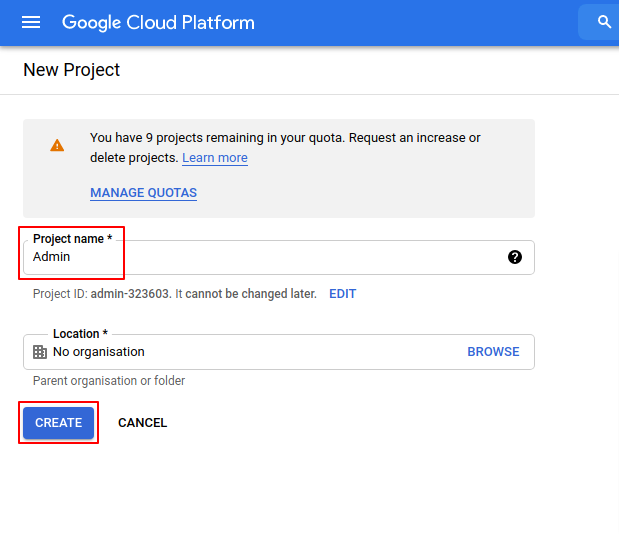 Google Cloud Platform
New Project
You have 9 projects remaining in your quota. Request an increase or
delete projects. Learn more
MANAGE QUOTAS
Project name *
Admin
?
Project ID: admin-323603. It cannot be changed later. EDIT
Location *
No organisation BROWSE
Parent organisation or folder
CREATE CANCEL